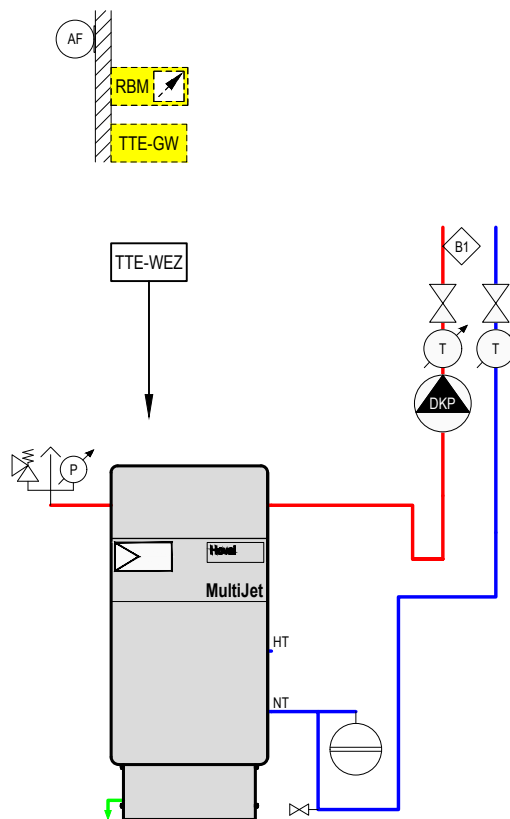 AF
RBM
TTE-GW
TTE-WEZ
B1
T
T
DKP
P
Hoval
MultiJet
HT
NT